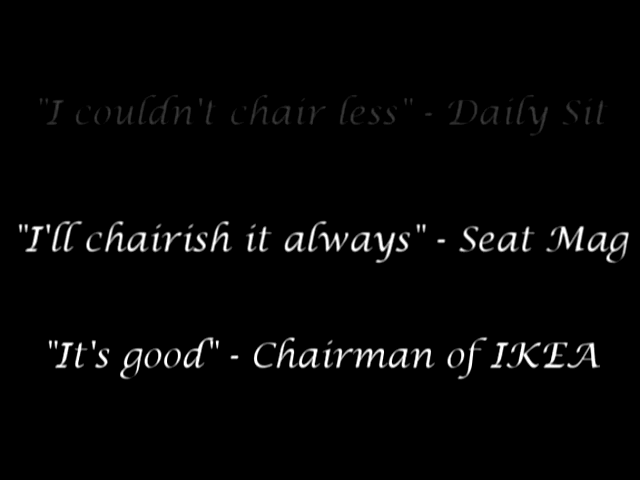 "I couldn't chair less" - Daily Sit
"I'll chairish it always" - Seat Mag
"It's good" - Chairman of IKEA